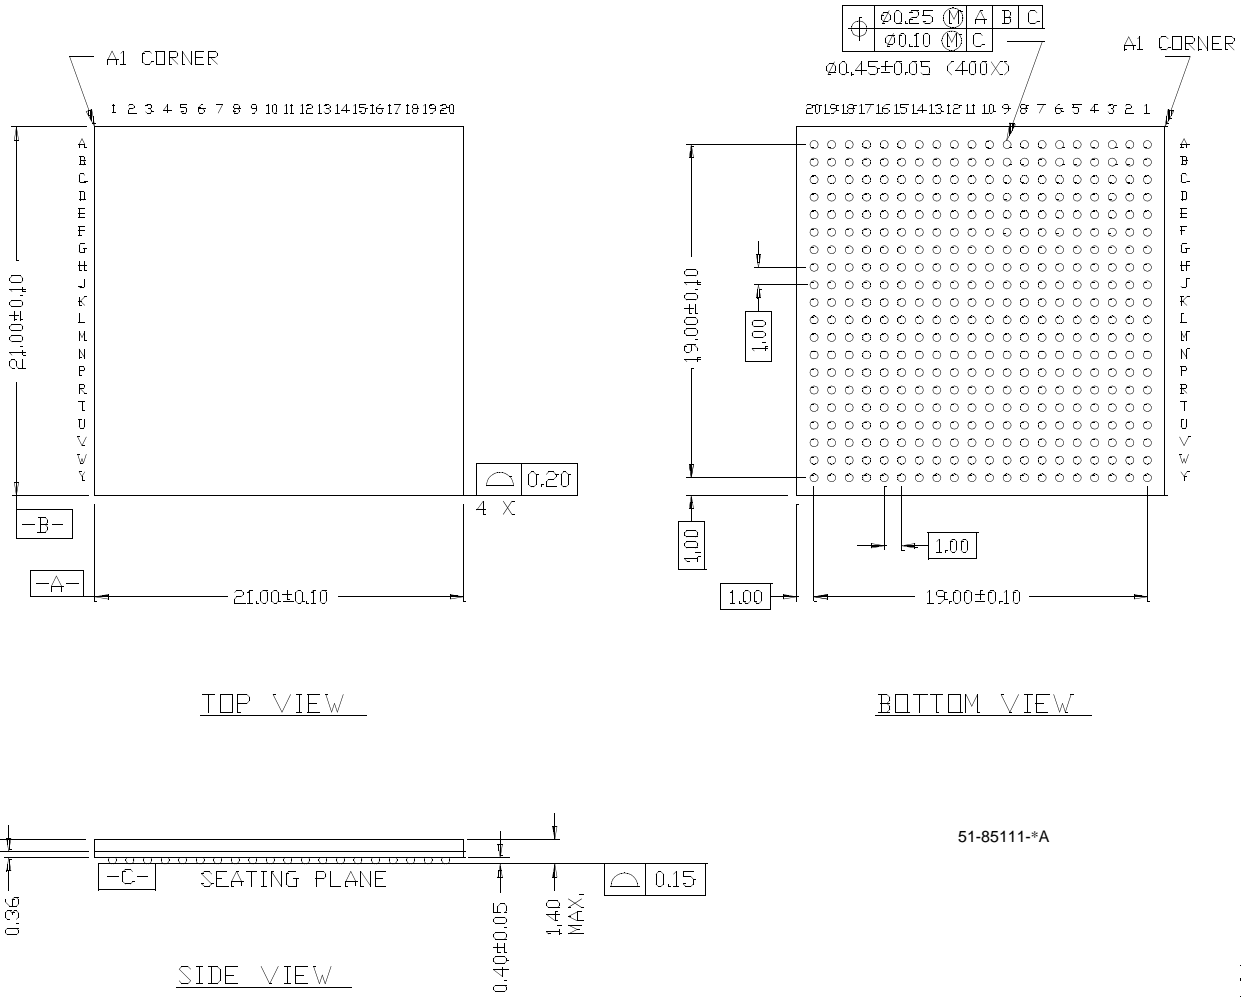 ⌀0.25 Ⓜ A B C
⌀0.10 Ⓜ C
⌀0.45±0.05 (400X)
A1 CORNER
A1 CORNER
1 2 3 4 5 6 7 8 9 10 11 12 13 14 15 16 17 18 19 20
20 19 18 17 16 15 14 13 12 11 10 9 8 7 6 5 4 3 2 1
A
B
C
D
E
F
G
H
J
K
L
M
N
P
R
T
U
V
W
Y
21.00±0.10
0.20
4 X
-B-
-A-
21.00±0.10
A
B
C
D
E
F
G
H
J
K
L
M
N
P
R
T
U
V
W
Y
19.00±0.10
1.00
1.00
1.00
1.00
19.00±0.10
TOP VIEW
BOTTOM VIEW
51-85111-*A
-C-
SEATING PLANE
0.15
0.36
0.40±0.05
1.40
MAX.
SIDE VIEW